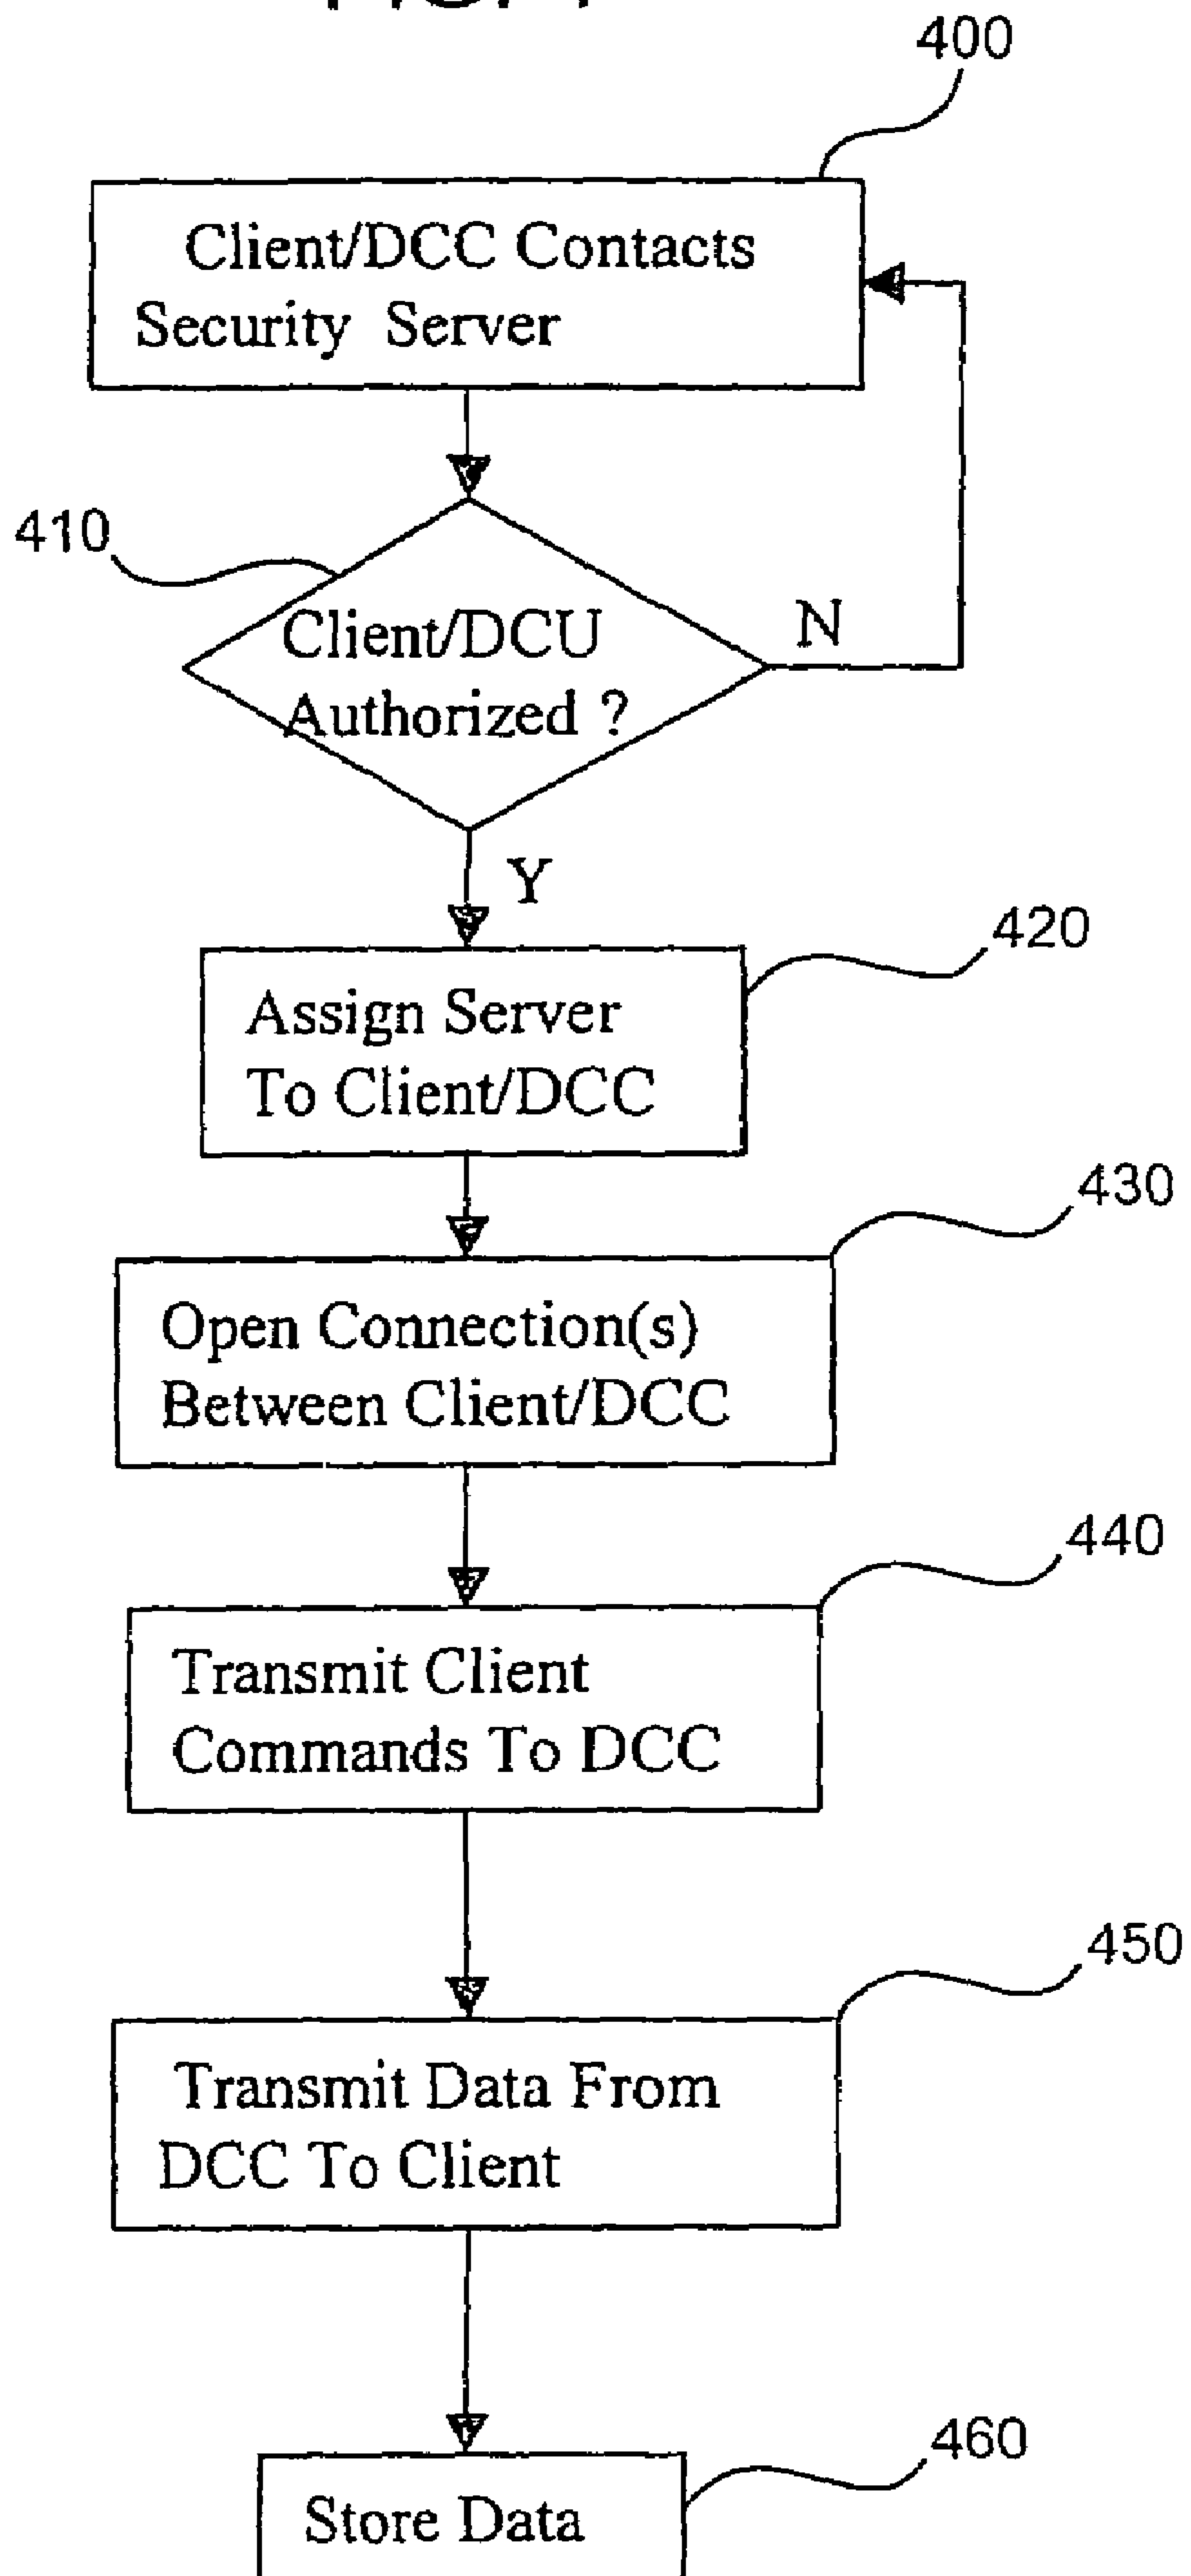 400
Client/DCC Contacts
Security Server
410
Client/DCU
Authorized ?
N
Y
420
Assign Server
To Client/DCC
430
Open Connection(s)
Between Client/DCC
440
Transmit Client
Commands To DCC
450
Transmit Data From
DCC To Client
460
Store Data